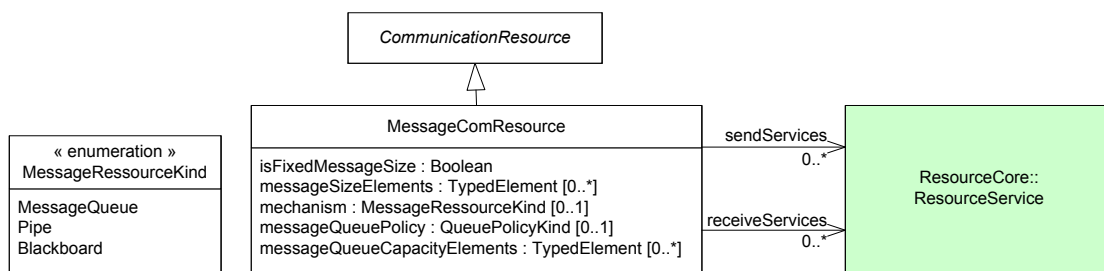 CommunicationResource
MessageComResource
isFixedMessageSize : Boolean
messageSizeElements : TypedElement [0..*]
mechanism : MessageRessourceKind [0..1]
messageQueuePolicy : QueuePolicyKind [0..1]
messageQueueCapacityElements : TypedElement [0..*]
« enumeration »
MessageRessourceKind
MessageQueue
Pipe
Blackboard
sendServices
0..*
receiveServices
0..*
ResourceCore::
ResourceService